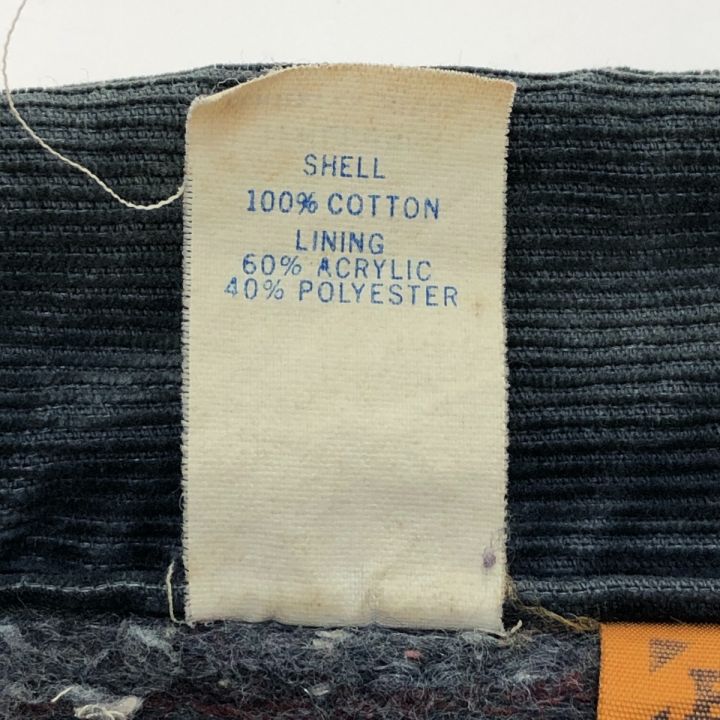 SHELL
100% COTTON
LINING
60% ACRYLIC
40% POLYESTER